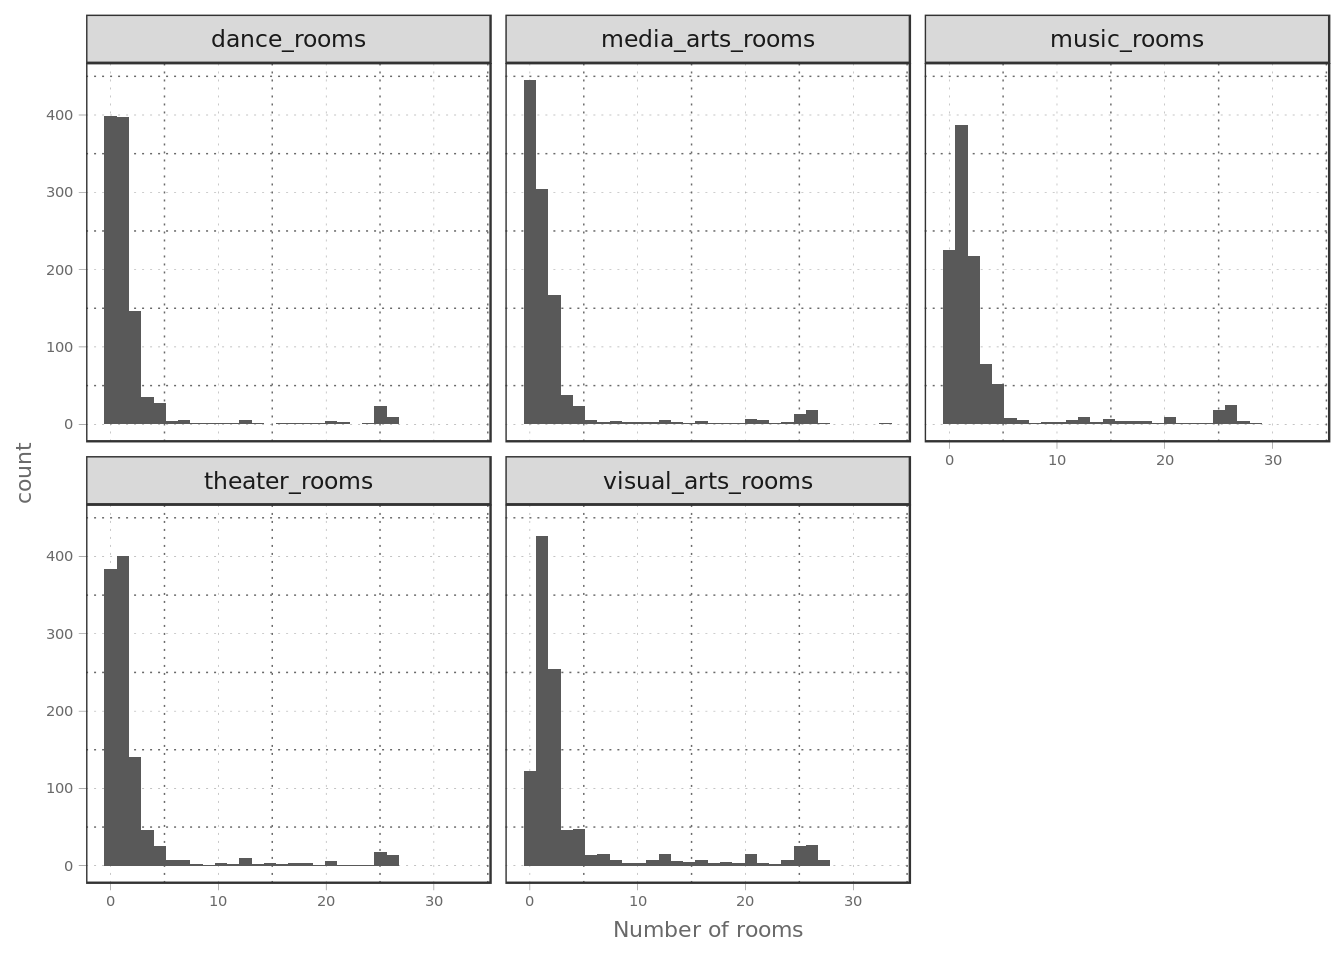 dance_rooms media_arts_rooms music_rooms
400
300
200
100
0
0 10 20 30
count
theater_rooms visual_arts_rooms
400
300
200
100
0
0 10 20 30 0 10 20 30
Number of rooms